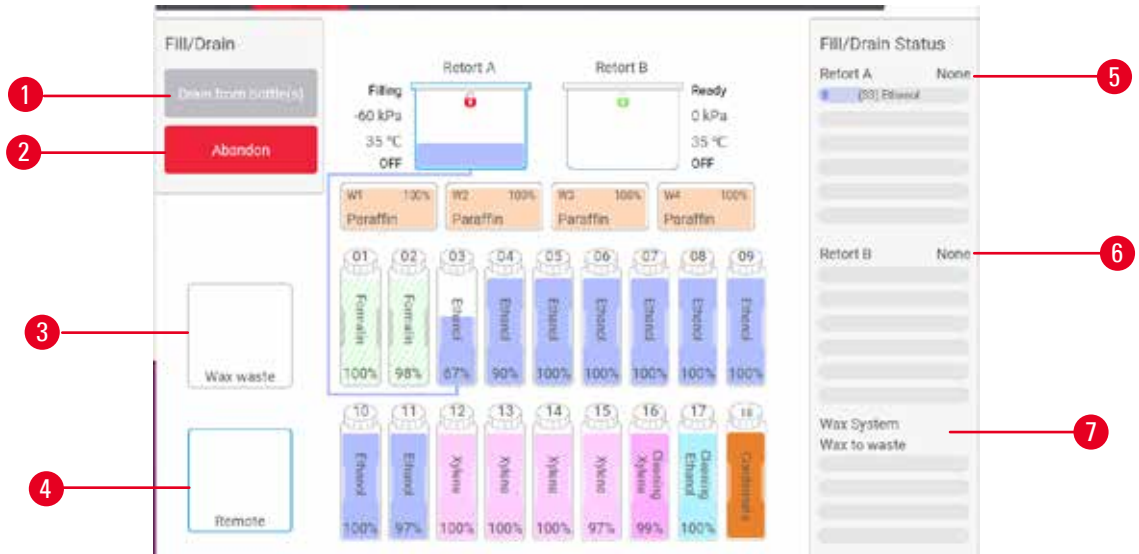 Fill/Drain
Drain from bottle(s)
Abandon
1
2
3
4
5
6
7
Wax waste
Remote
Retort A
Retort B
Filling
-60 kPa
35 °C
OFF
Ready
0 kPa
35 °C
OFF
W1 100%
Paraffin
W2 100%
Paraffin
W3 100%
Paraffin
W4 100%
Paraffin
01 02 03 04 05 06 07 08 09
Formalin Formalin Ethanol Ethanol Ethanol Ethanol Ethanol Ethanol Ethanol
100% 98% 67% 90% 100% 100% 100% 100% 100%
10 11 12 13 14 15 16 17 18
Ethanol Ethanol Xylene Xylene Xylene Xylene Cleaning Xylene Cleaning Ethanol Condensate
100% 97% 100% 100% 100% 97% 99% 100%
Fill/Drain Status
Retort A None
(S3) Ethanol
Retort B None
Wax System
Wax to waste